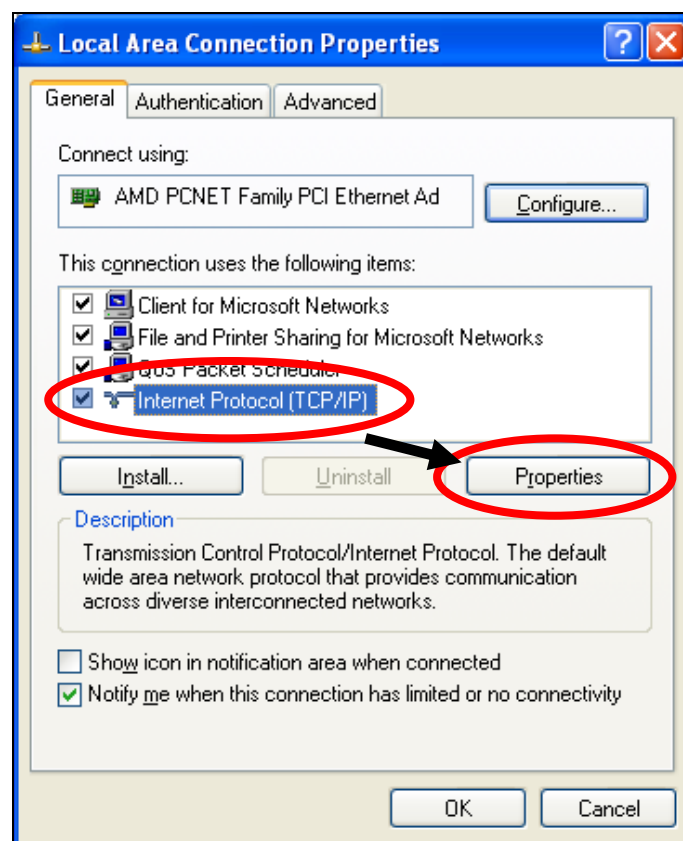 Local Area Connection Properties
General Authentication Advanced
Connect using:
AMD PCNET Family PCI Ethernet Ad Configure...
This connection uses the following items:
Client for Microsoft Networks
File and Printer Sharing for Microsoft Networks
QoS Packet Scheduler
Internet Protocol (TCP/IP)
Install... Uninstall Properties
Description
Transmission Control Protocol/Internet Protocol. The default
wide area network protocol that provides communication
across diverse interconnected networks.
Show icon in notification area when connected
Notify me when this connection has limited or no connectivity
OK Cancel